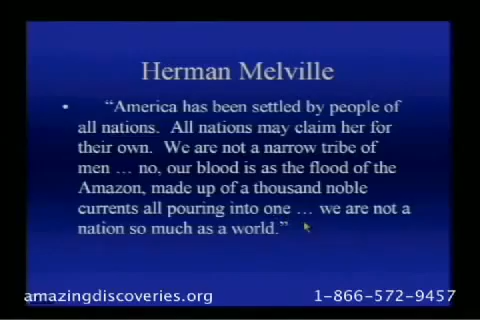 Herman Melville
• "America has been settled by people of
all nations. All nations may claim her for
their own. We are not a narrow tribe of
men … no, our blood is as the flood of the
Amazon, made up of a thousand noble
currents all pouring into one … we are not a
nation so much as a world."
amazingdiscoveries.org 1-866-572-9457